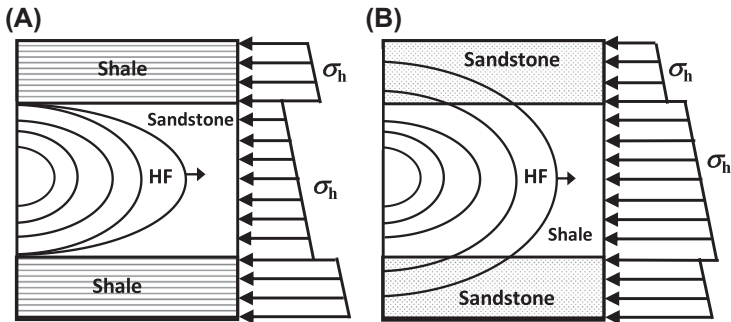 (A)
Shale
σh
Sandstone
HF
σh
Shale
(B)
Sandstone
σh
HF
σh
Shale
Sandstone